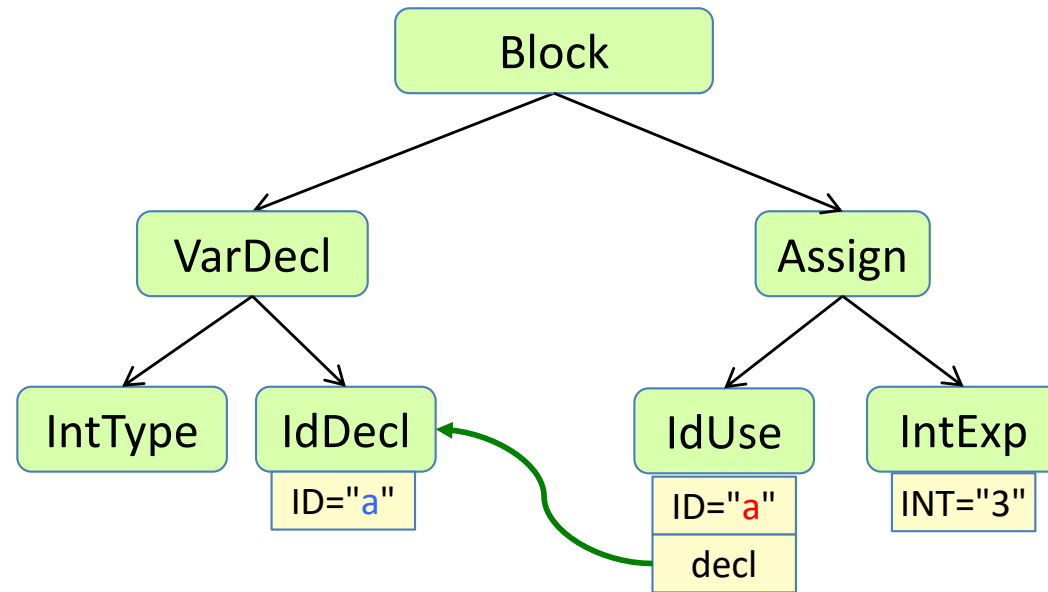 Block
VarDecl
Assign
IntType
IdDecl
IdUse
IntExp
ID="a"
ID="a"
INT="3"
decl